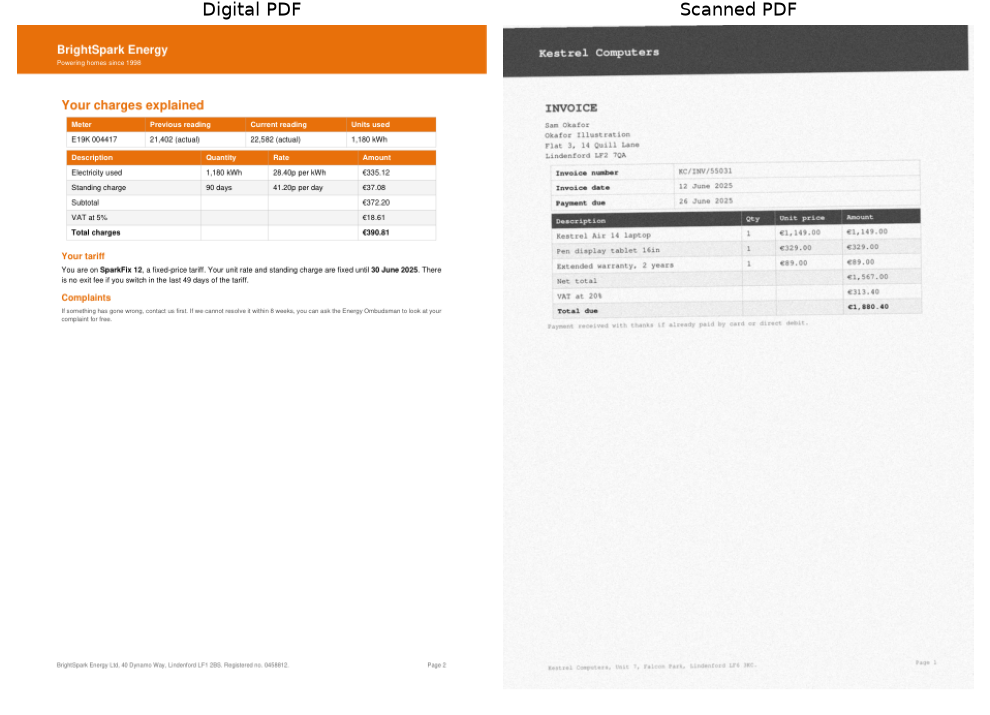 Digital PDF
BrightSpark Energy
Powering homes since 1998
Your charges explained
Meter Previous reading Current reading Units used
E19K 004417 21,402 (actual) 22,582 (actual) 1,180 kWh
Description Quantity Rate Amount
Electricity used 1,180 kWh 28.40p per kWh €335.12
Standing charge 90 days 41.20p per day €37.08
Subtotal €372.20
VAT at 5% €18.61
Total charges €390.81
Your tariff
You are on SparkFix 12, a fixed-price tariff. Your unit rate and standing charge are fixed until 30 June 2025. There
is no exit fee if you switch in the last 49 days of the tariff.
Complaints
If something has gone wrong, contact us first. If we cannot resolve it within 8 weeks, you can ask the Energy Ombudsman to look at your
complaint for free.
BrightSpark Energy Ltd, 40 Dynamo Way, Lindenford LF1 2BS. Registered no. 0458812. Page 2
Scanned PDF
Kestrel Computers
INVOICE
Sam Okafor
Okafor Illustration
Flat 3, 14 Quill Lane
Lindenford LF2 7QA
Invoice number KC/INV/55031
Invoice date 12 June 2025
Payment due 26 June 2025
Description Qty Unit price Amount
Kestrel Air 14 laptop 1 €1,149.00 €1,149.00
Pen display tablet 16in 1 €329.00 €329.00
Extended warranty, 2 years 1 €89.00 €89.00
Net total €1,567.00
VAT at 20% €313.40
Total due €1,880.40
Payment received with thanks if already paid by card or direct debit.
Kestrel Computers, Unit 7, Falcon Park, Lindenford LF4 Page 1